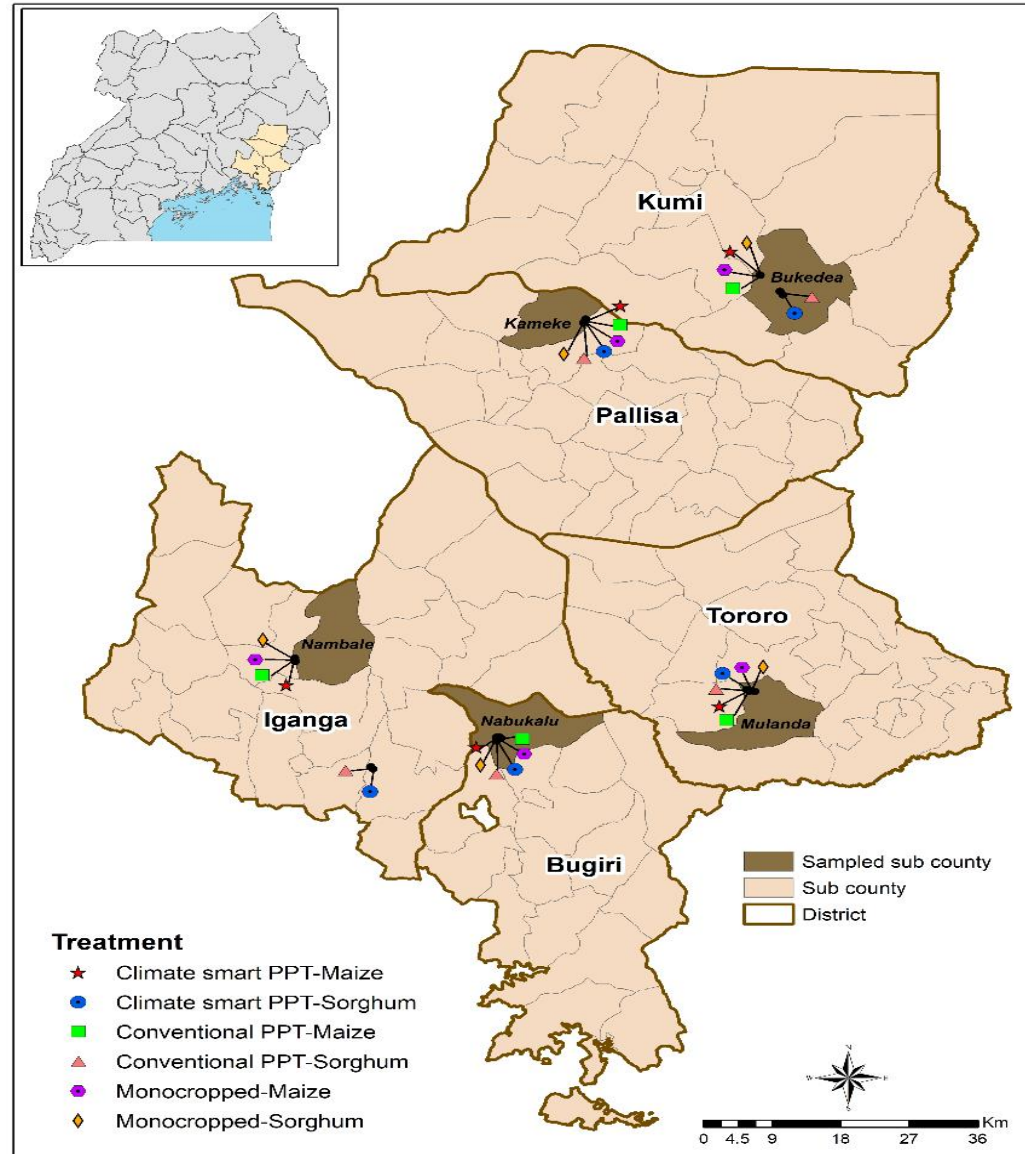 Kumi
Bukedea
Kameke
Pallisa
Tororo
Nambale
Iganga
Nabukalu
Mulanda
Bugiri
Sampled sub county
Sub county
District
Treatment
Climate smart PPT-Maize
Climate smart PPT-Sorghum
Conventional PPT-Maize
Conventional PPT-Sorghum
Monocropped-Maize
Monocropped-Sorghum
N
W E
S
Km
0 4.5 9 18 27 36